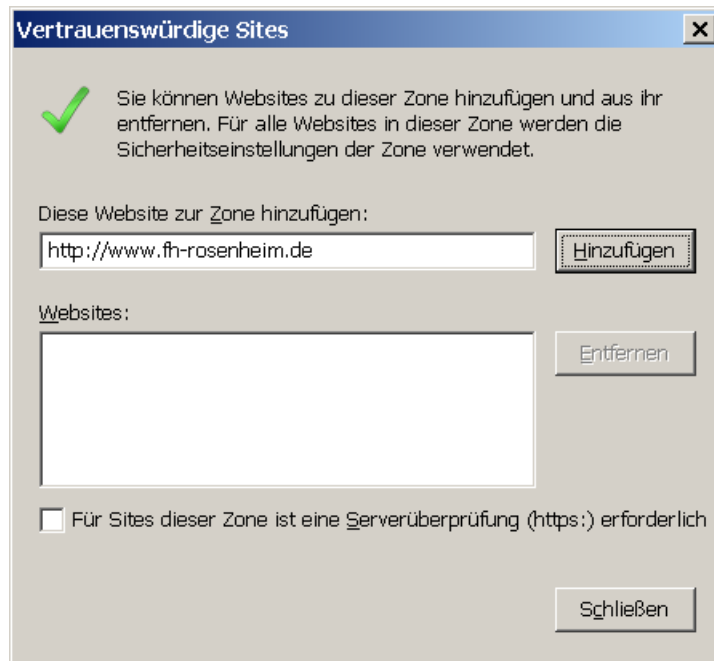 Vertrauenswürdige Sites
Sie können Websites zu dieser Zone hinzufügen und aus ihr
entfernen. Für alle Websites in dieser Zone werden die
Sicherheitseinstellungen der Zone verwendet.
Diese Website zur Zone hinzufügen:
http://www.fh-rosenheim.de
Hinzufügen
Websites:
Entfernen
Für Sites dieser Zone ist eine Serverüberprüfung (https:) erforderlich
Schließen